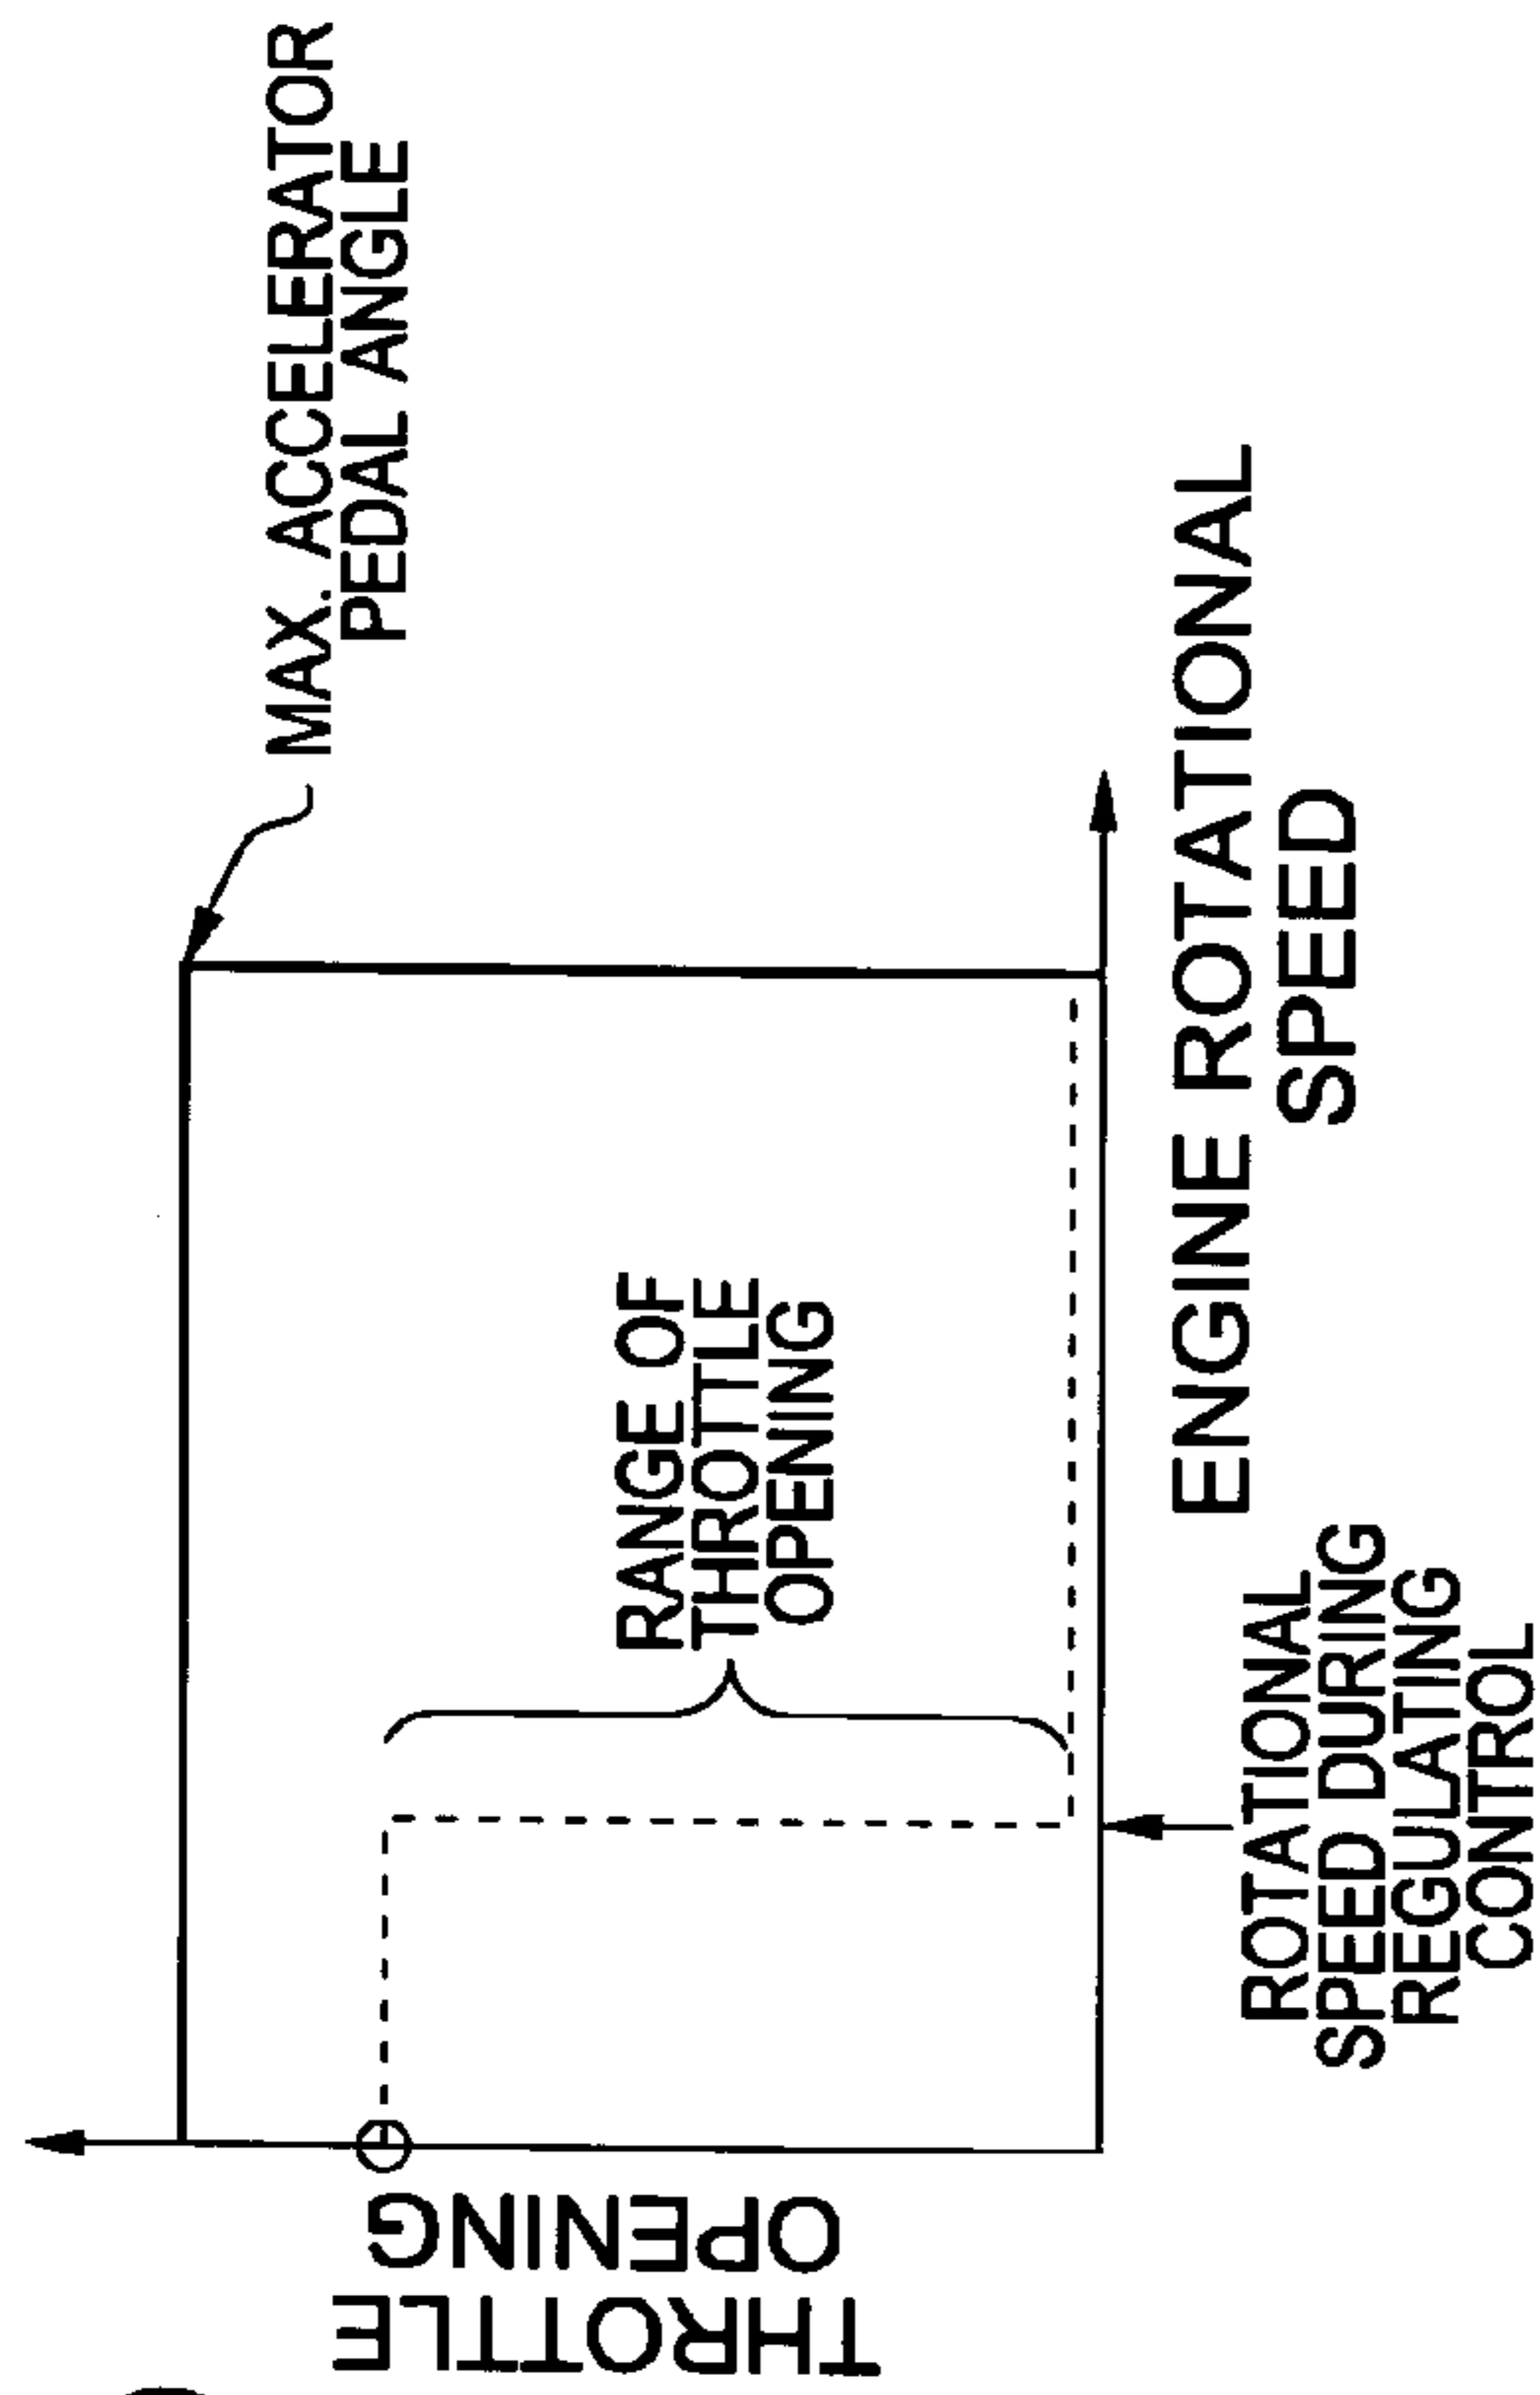 MAX. ACCELERATOR
PEDAL ANGLE
RANGE OF
THROTTLE
OPENING
THROTTLE
OPENING
ENGINE ROTATIONAL
SPEED
ROTATIONAL
SPEED DURING
REGULATING
CONTROL